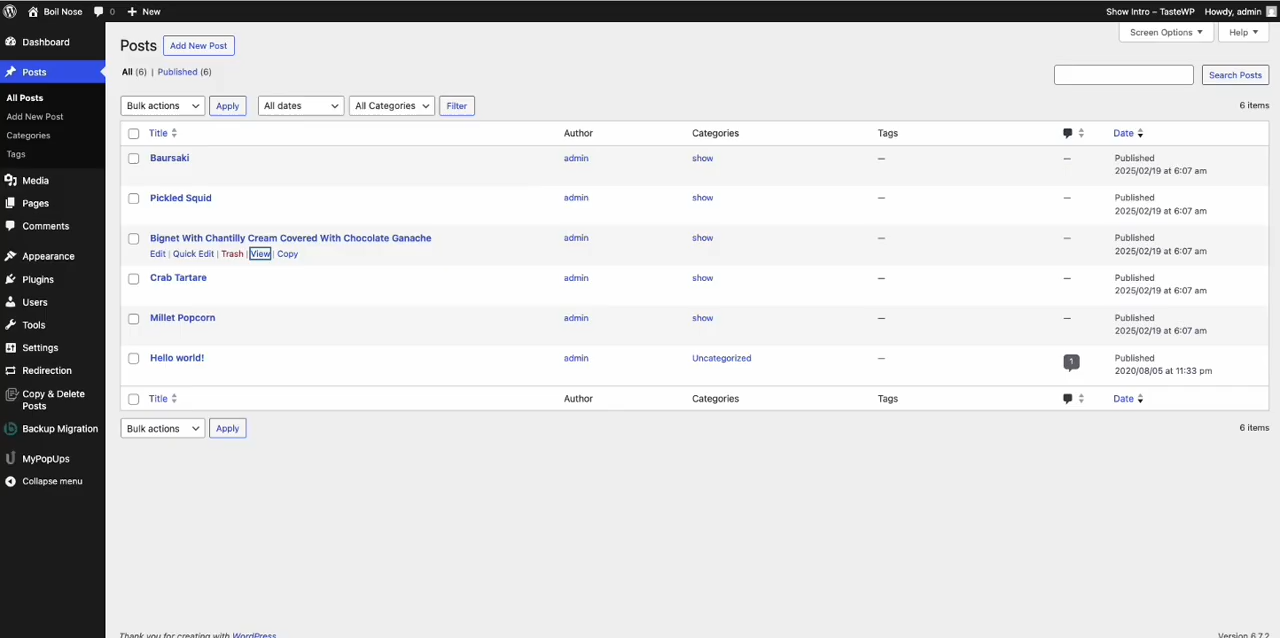 Boil Nose 0 New Show Intro – TasteWP Howdy, admin
Screen Options Help
Dashboard
Posts
All Posts
Add New Post
Categories
Tags
Media
Pages
Comments
Appearance
Plugins
Users
Tools
Settings
Redirection
Copy & Delete
Posts
Backup Migration
MyPopUps
Collapse menu
Posts Add New Post
All (6) | Published (6)
Search Posts
Bulk actions Apply All dates All Categories Filter 6 items
Title Author Categories Tags Date
Baursaki admin show — — Published
2025/02/19 at 6:07 am
Pickled Squid admin show — — Published
2025/02/19 at 6:07 am
Bignet With Chantilly Cream Covered With Chocolate Ganache admin show — — Published
Edit | Quick Edit | Trash | View | Copy 2025/02/19 at 6:07 am
Crab Tartare admin show — — Published
2025/02/19 at 6:07 am
Millet Popcorn admin show — — Published
2025/02/19 at 6:07 am
Hello world! admin Uncategorized — 1 Published
2020/08/05 at 11:33 pm
Title Author Categories Tags Date
Bulk actions Apply 6 items
Thank you for creating with WordPress Version 6.7.2